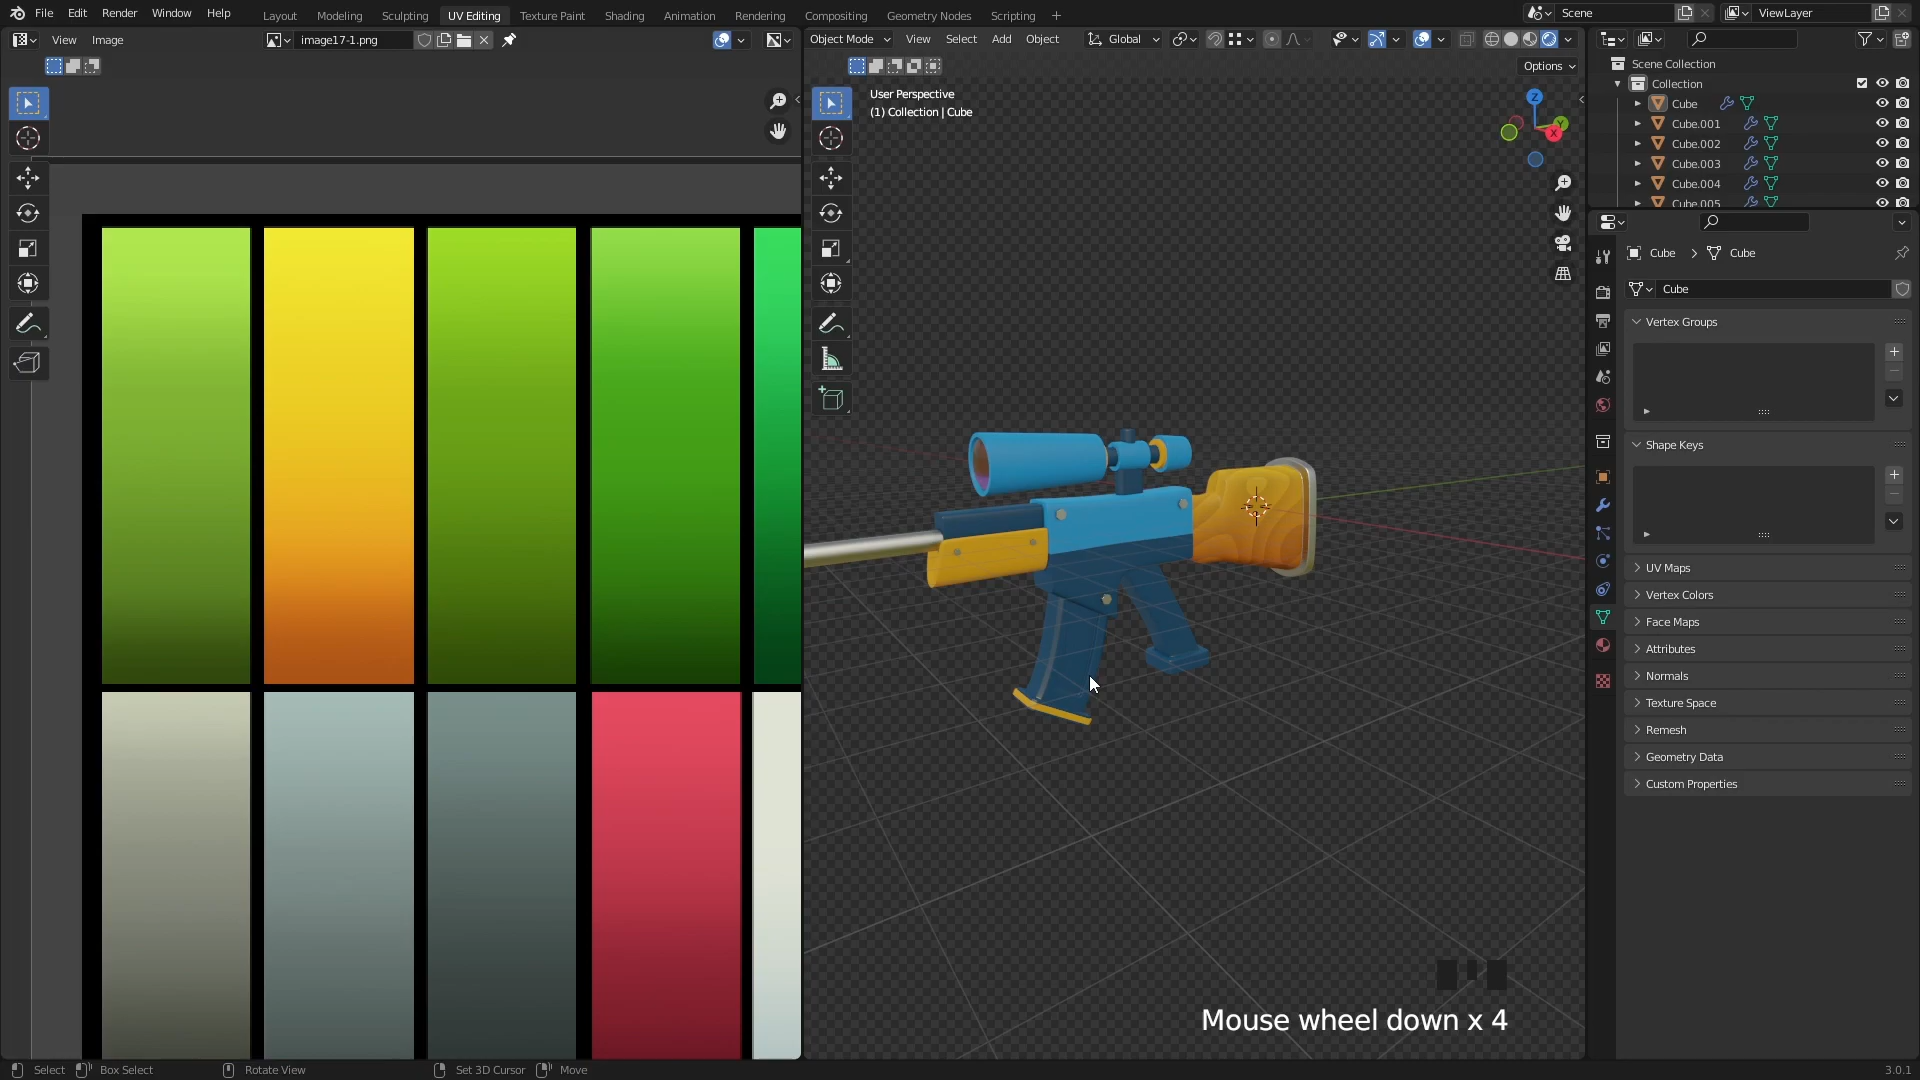 File Edit Render Window Help Layout Modeling Sculpting UV Editing Texture Paint Shading Animation Rendering Compositing Geometry Nodes Scripting + Scene ViewLayer
View Image image17-1.png Object Mode View Select Add Object Global
Options
Scene Collection
Collection
Cube
Cube.001
Cube.002
Cube.003
Cube.004
Cube.005
User Perspective
(1) Collection | Cube
Z
Y
X
Cube > Cube
Cube
Vertex Groups
Shape Keys
UV Maps
Vertex Colors
Face Maps
Attributes
Normals
Texture Space
Remesh
Geometry Data
Custom Properties
Mouse wheel down x 4
Select Box Select Rotate View Set 3D Cursor Move 3.0.1